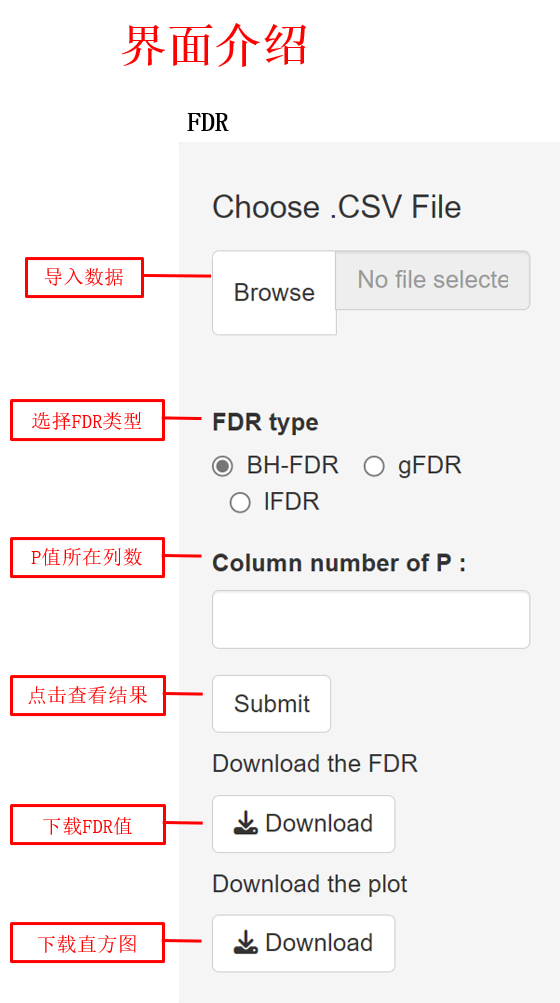 界面介绍
FDR
Choose .CSV File
导入数据
Browse
No file selecte
选择FDR类型
FDR type
BH-FDR
gFDR
lFDR
P值所在列数
Column number of P :
点击查看结果
Submit
Download the FDR
下载FDR值
Download
Download the plot
下载直方图
Download